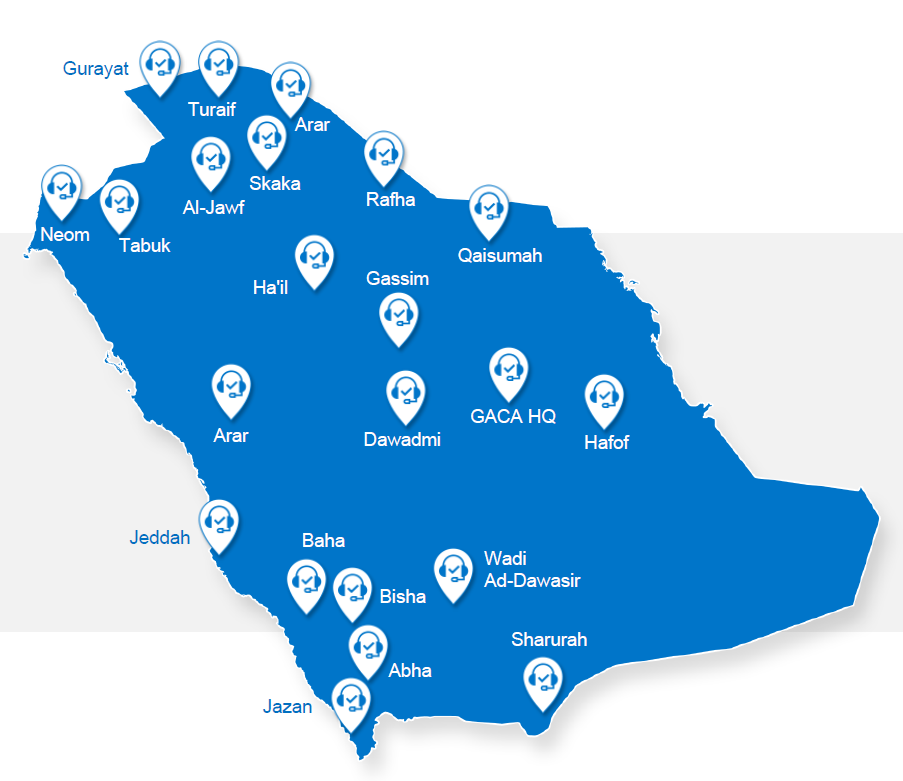 Gurayat
Turaif
Arar
Skaka
Al-Jawf
Rafha
Neom
Tabuk
Qaisumah
Ha'il
Gassim
GACA HQ
Arar
Dawadmi
Hafof
Jeddah
Baha
Wadi
Ad-Dawasir
Bisha
Sharurah
Abha
Jazan